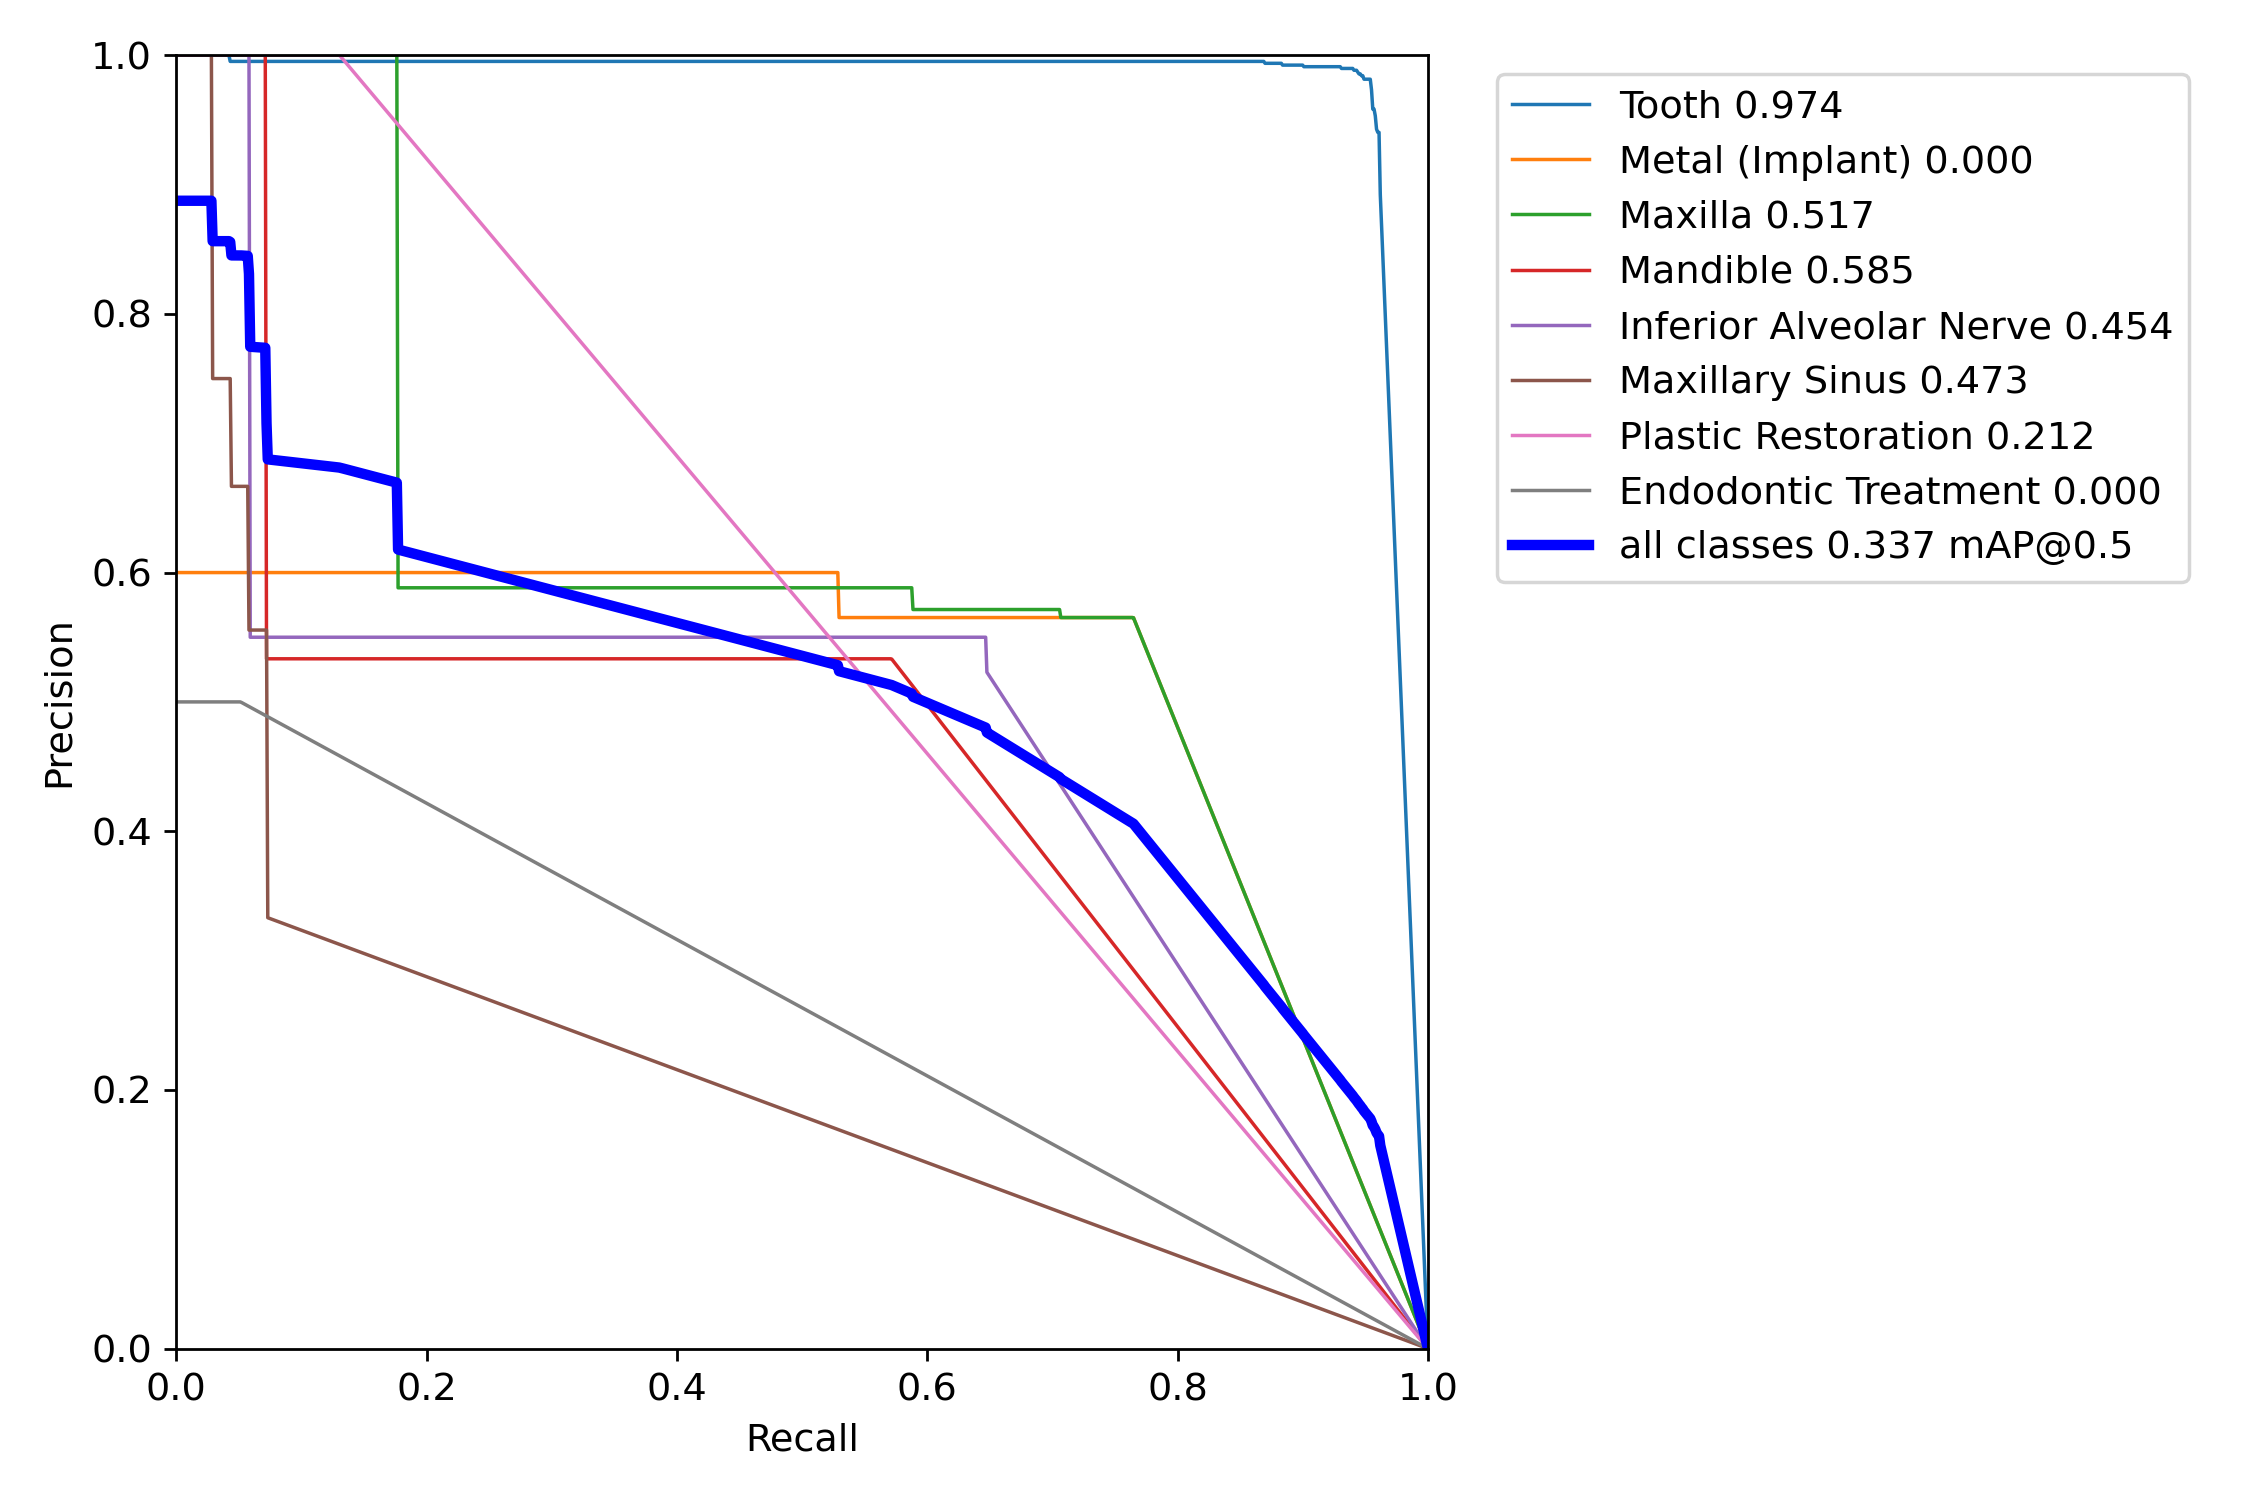 1.0
0.8
0.6
0.4
0.2
0.0
Precision
0.0 0.2 0.4 0.6 0.8 1.0
Recall
Tooth 0.974
Metal (Implant) 0.000
Maxilla 0.517
Mandible 0.585
Inferior Alveolar Nerve 0.454
Maxillary Sinus 0.473
Plastic Restoration 0.212
Endodontic Treatment 0.000
all classes 0.337 mAP@0.5